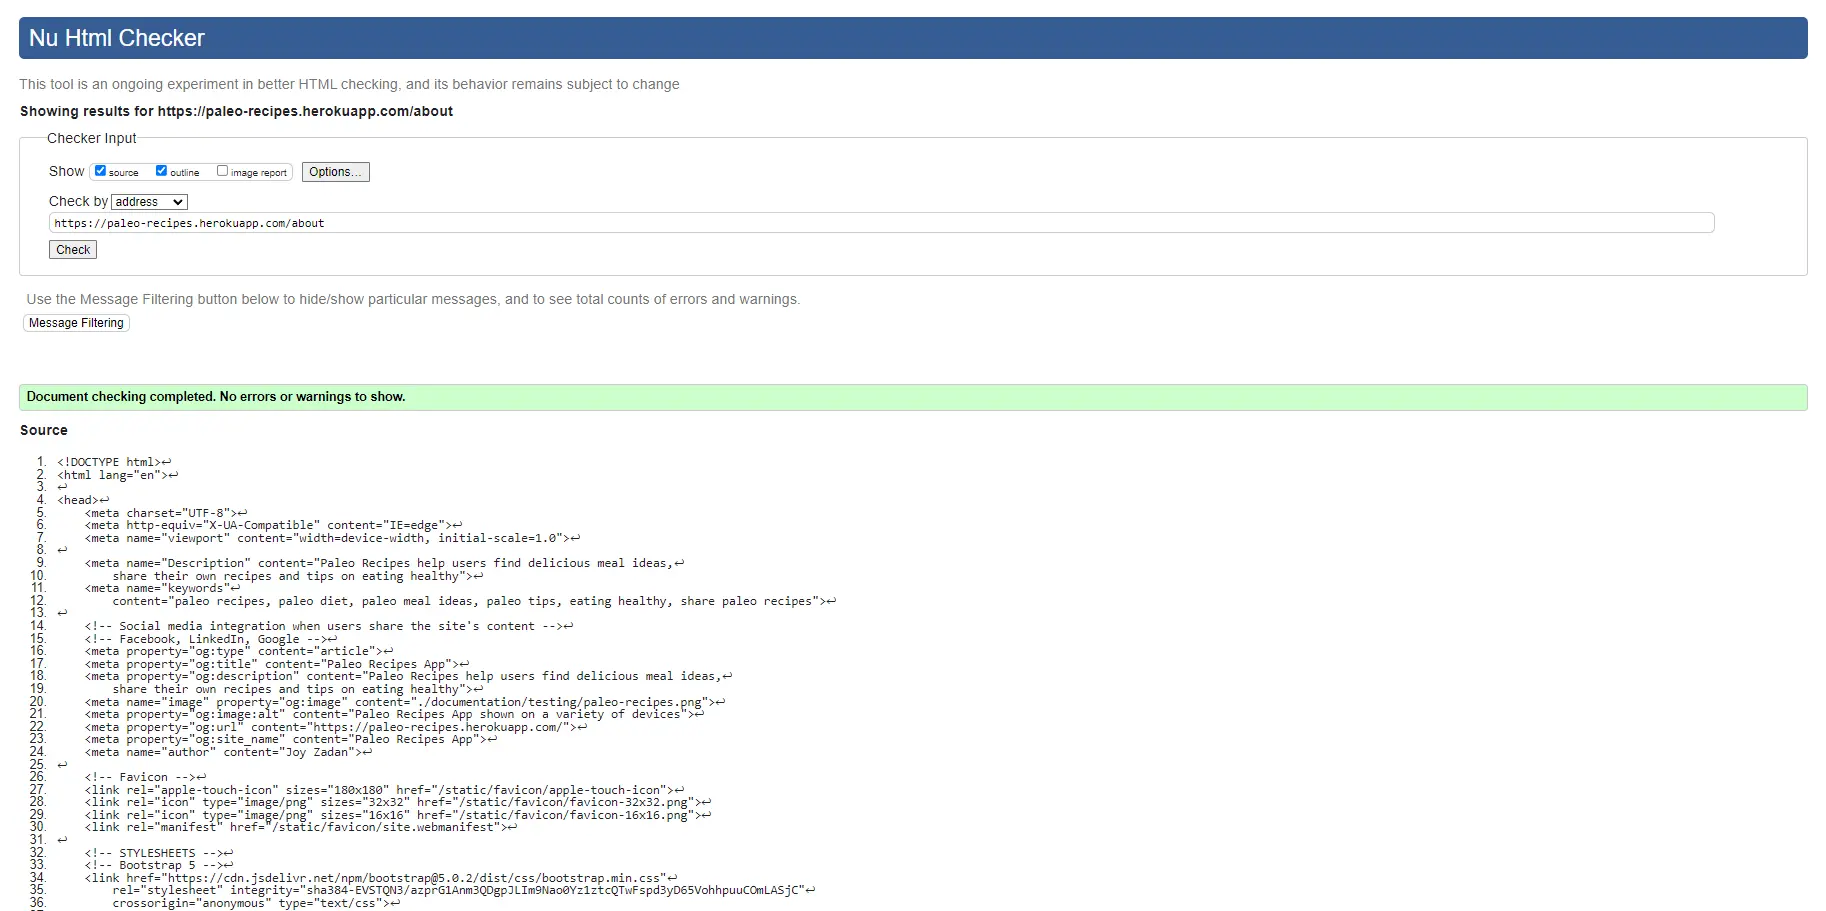 Nu Html Checker
This tool is an ongoing experiment in better HTML checking, and its behavior remains subject to change
Showing results for https://paleo-recipes.herokuapp.com/about
Checker Input
Show source outline image report Options...
Check by address
https://paleo-recipes.herokuapp.com/about
Check
Use the Message Filtering button below to hide/show particular messages, and to see total counts of errors and warnings.
Message Filtering
Document checking completed. No errors or warnings to show.
Source
1. <!DOCTYPE html>↩
2. <html lang="en">↩
3. ↩
4. <head>↩
5. <meta charset="UTF-8">↩
6. <meta http-equiv="X-UA-Compatible" content="IE=edge">↩
7. <meta name="viewport" content="width=device-width, initial-scale=1.0">↩
8. ↩
9. <meta name="Description" content="Paleo Recipes help users find delicious meal ideas,↩
10. share their own recipes and tips on eating healthy">↩
11. <meta name="keywords"↩
12. content="paleo recipes, paleo diet, paleo meal ideas, paleo tips, eating healthy, share paleo recipes">↩
13. ↩
14. <!-- Social media integration when users share the site's content -->↩
15. <!-- Facebook, LinkedIn, Google -->↩
16. <meta property="og:type" content="article">↩
17. <meta property="og:title" content="Paleo Recipes App">↩
18. <meta property="og:description" content="Paleo Recipes help users find delicious meal ideas,↩
19. share their own recipes and tips on eating healthy">↩
20. <meta name="image" property="og:image" content="./documentation/testing/paleo-recipes.png">↩
21. <meta property="og:image:alt" content="Paleo Recipes App shown on a variety of devices">↩
22. <meta property="og:url" content="https://paleo-recipes.herokuapp.com/">↩
23. <meta property="og:site_name" content="Paleo Recipes App">↩
24. <meta name="author" content="Joy Zadan">↩
25. ↩
26. <!-- Favicon -->↩
27. <link rel="apple-touch-icon" sizes="180x180" href="/static/favicon/apple-touch-icon">↩
28. <link rel="icon" type="image/png" sizes="32x32" href="/static/favicon/favicon-32x32.png">↩
29. <link rel="icon" type="image/png" sizes="16x16" href="/static/favicon/favicon-16x16.png">↩
30. <link rel="manifest" href="/static/favicon/site.webmanifest">↩
31. ↩
32. <!-- STYLESHEETS -->↩
33. <!-- Bootstrap 5 -->↩
34. <link href="https://cdn.jsdelivr.net/npm/bootstrap@5.0.2/dist/css/bootstrap.min.css"↩
35. rel="stylesheet" integrity="sha384-EVSTQN3/azprG1Anm3QDgpJLIm9Nao0Yz1ztcQTwFspd3yD65VohhpuuCOmLASjC"↩
36. crossorigin="anonymous" type="text/css">↩